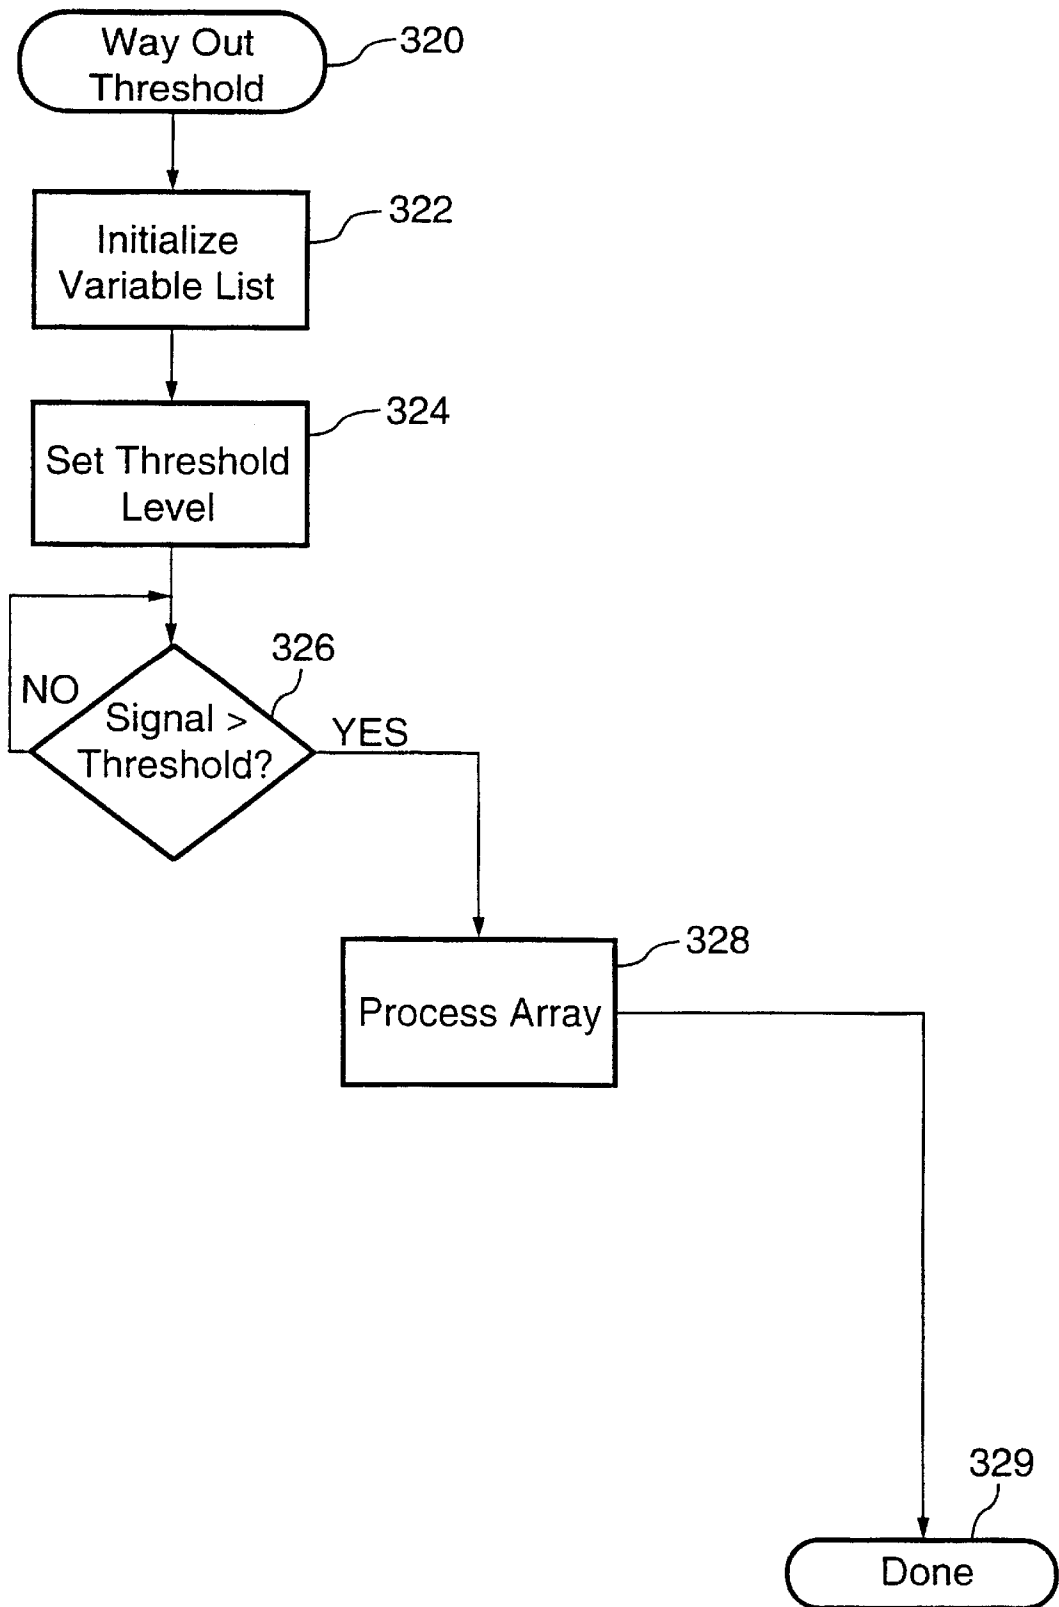 Way Out
Threshold
320
Initialize
Variable List
322
Set Threshold
Level
324
NO
Signal >
Threshold?
326
YES
Process Array
328
329
Done